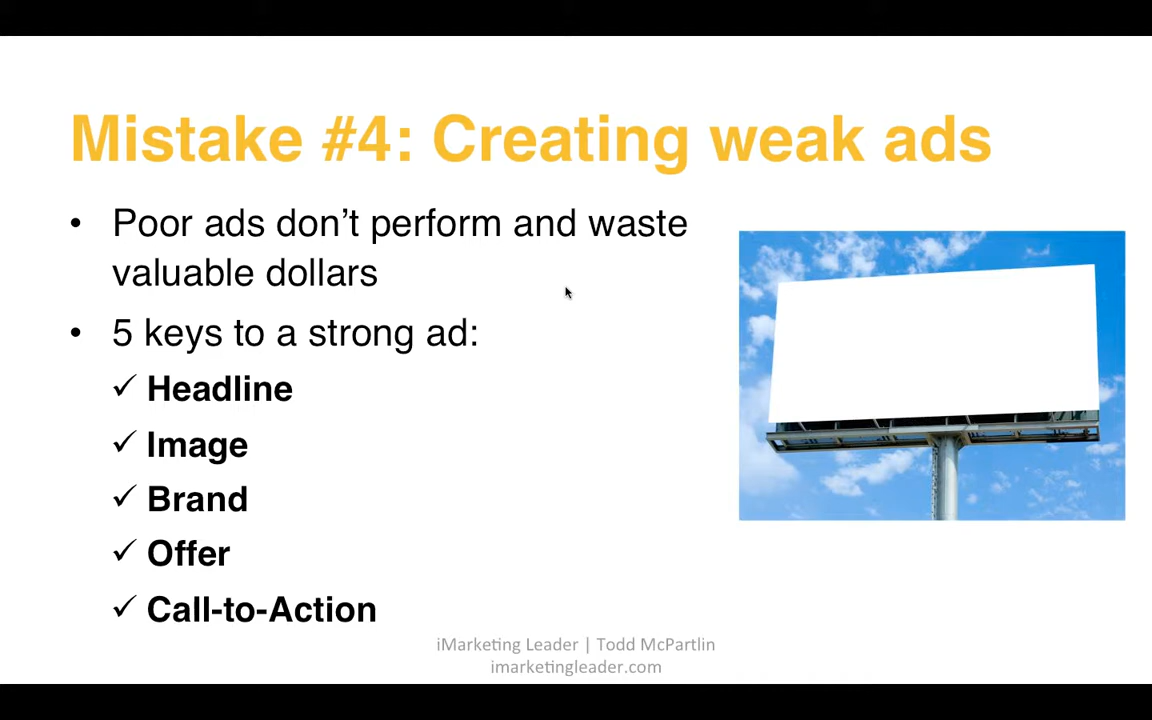 Mistake #4: Creating weak ads
• Poor ads don’t perform and waste
valuable dollars
• 5 keys to a strong ad:
✓ Headline
✓ Image
✓ Brand
✓ Offer
✓ Call-to-Action
iMarketing Leader | Todd McPartlin
imarketingleader.com